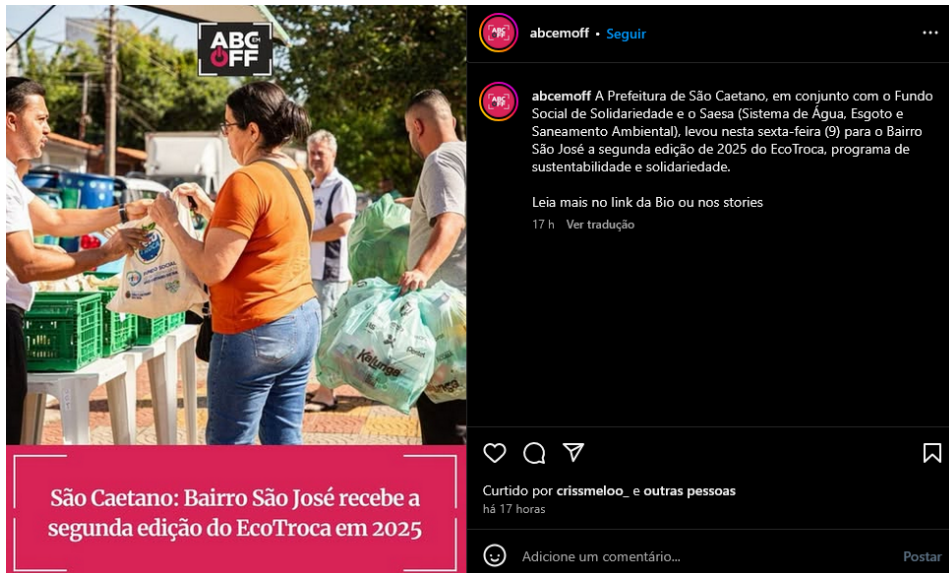 ABC EM
OFF
Kalunga
São Caetano: Bairro São José recebe a
segunda edição do EcoTroca em 2025
abcemoff • Seguir
abcemoff A Prefeitura de São Caetano, em conjunto com o Fundo
Social de Solidariedade e o Saesa (Sistema de Água, Esgoto e
Saneamento Ambiental), levou nesta sexta-feira (9) para o Bairro
São José a segunda edição de 2025 do EcoTroca, programa de
sustentabilidade e solidariedade.
Leia mais no link da Bio ou nos stories
17 h Ver tradução
Curtido por crissmeloo_ e outras pessoas
há 17 horas
Adicione um comentário... Postar